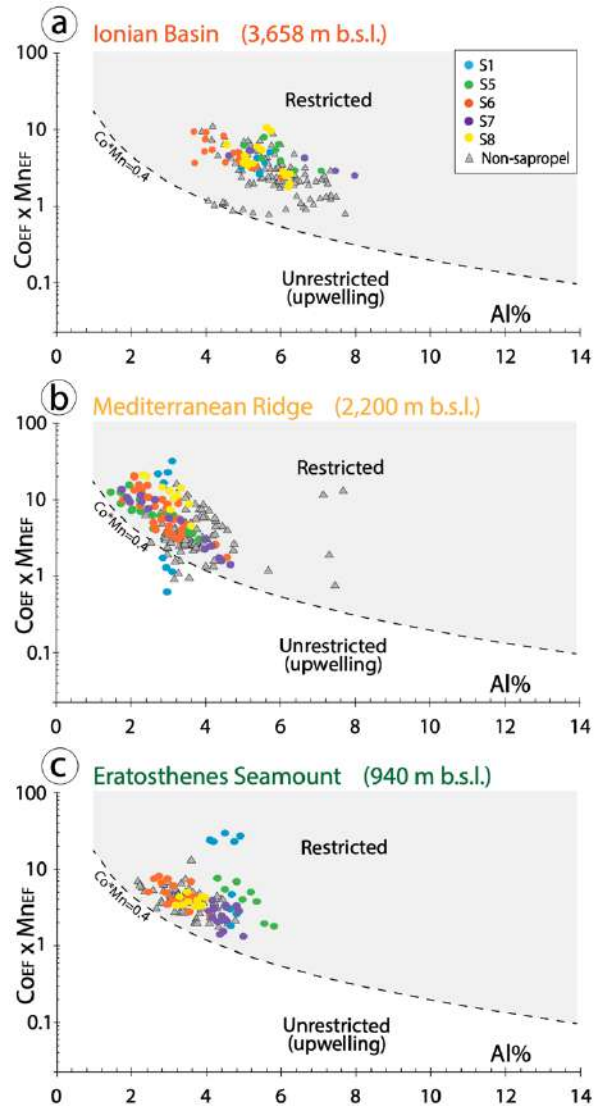 a Ionian Basin (3,658 m b.s.l.)
100
10
1
0.1
CoEF x MnEF
Restricted
S1
S5
S6
S7
S8
Non-sapropel
Co*Mn=0.4
Unrestricted
(upwelling)
Al%
0 2 4 6 8 10 12 14
b Mediterranean Ridge (2,200 m b.s.l.)
100
10
1
0.1
CoEF x MnEF
Restricted
Co*Mn=0.4
Unrestricted
(upwelling)
Al%
0 2 4 6 8 10 12 14
c Eratosthenes Seamount (940 m b.s.l.)
100
10
1
0.1
CoEF x MnEF
Restricted
Co*Mn=0.4
Unrestricted
(upwelling)
Al%
0 2 4 6 8 10 12 14